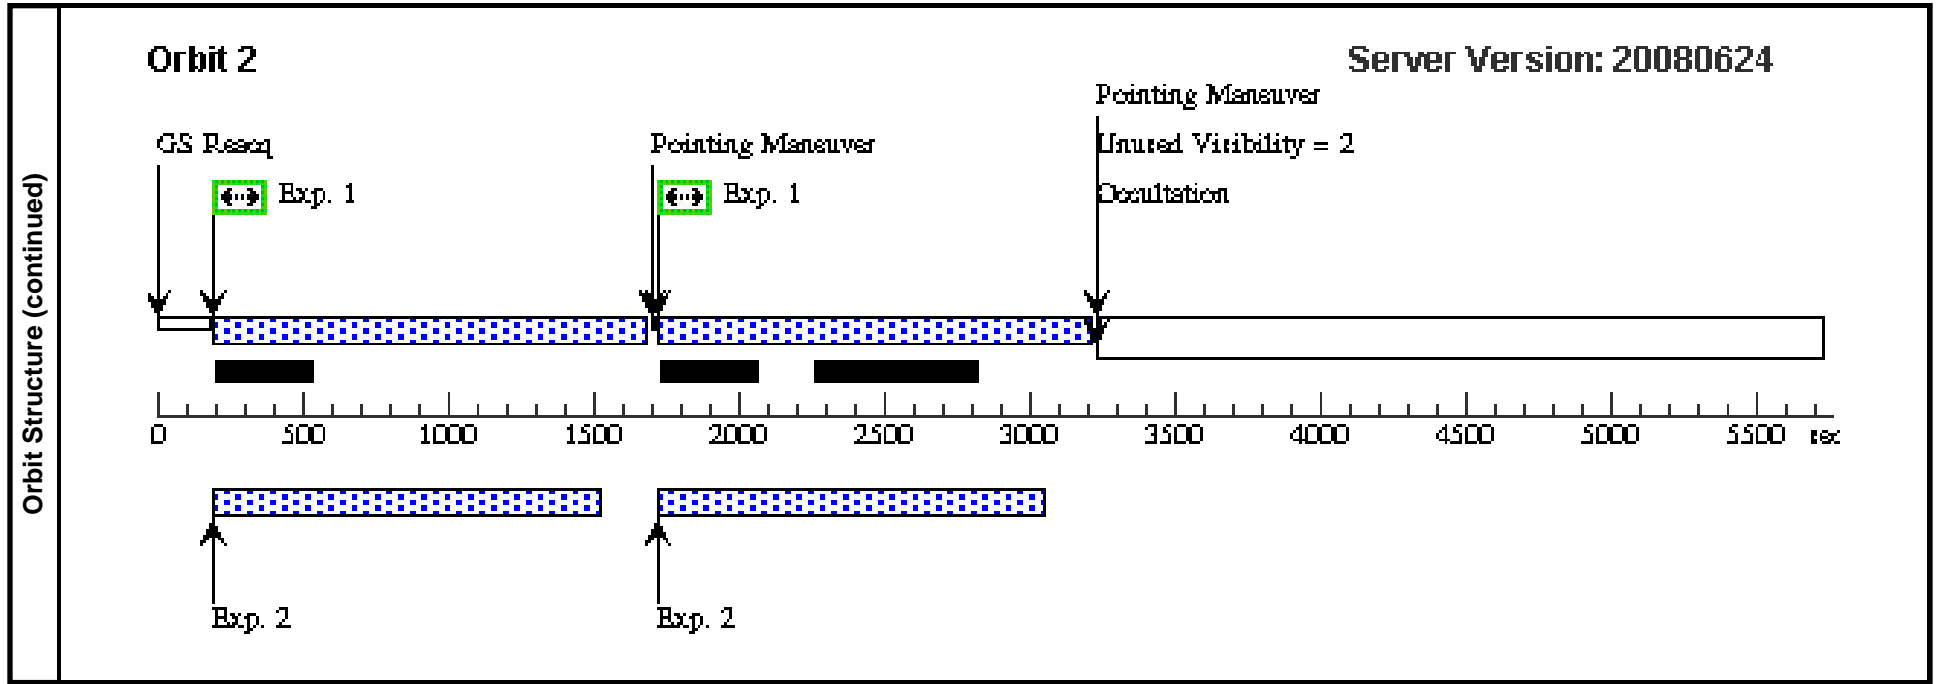 Orbit Structure (continued)
Orbit 2
Server Version: 20080624
Pointing Maneuver
GS Reacq
Pointing Maneuver
Unused Visibility = 2
Exp. 1
Exp. 1
Occultation
0 500 1000 1500 2000 2500 3000 3500 4000 4500 5000 5500 sec
Exp. 2
Exp. 2